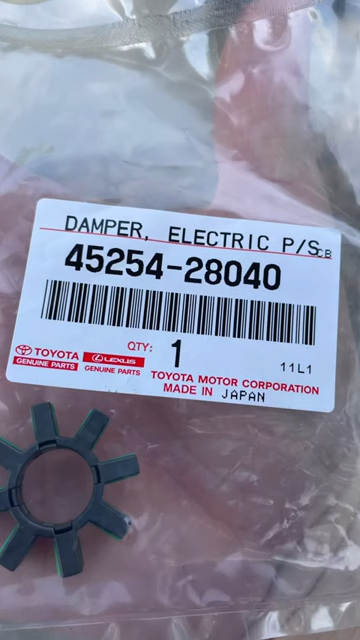 DAMPER, ELECTRIC P/S
CB
45254-28040
QTY: 1
11L1
TOYOTA GENUINE PARTS
LEXUS GENUINE PARTS
TOYOTA MOTOR CORPORATION
MADE IN JAPAN